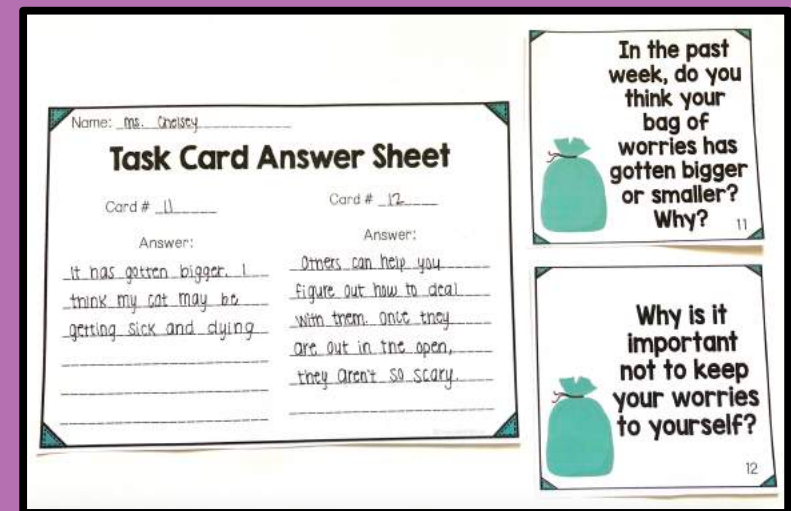 Name: Ms. Chelsey
Task Card Answer Sheet
Card # 11
Answer:
It has gotten bigger. I
think my cat may be
getting sick and dying
Card # 12
Answer:
Others can help you
figure out how to deal
with them. Once they
are out in the open,
they aren't so scary.
In the past
week, do you
think your
bag of
worries has
gotten bigger
or smaller?
Why?
11
Why is it
important
not to keep
your worries
to yourself?
12